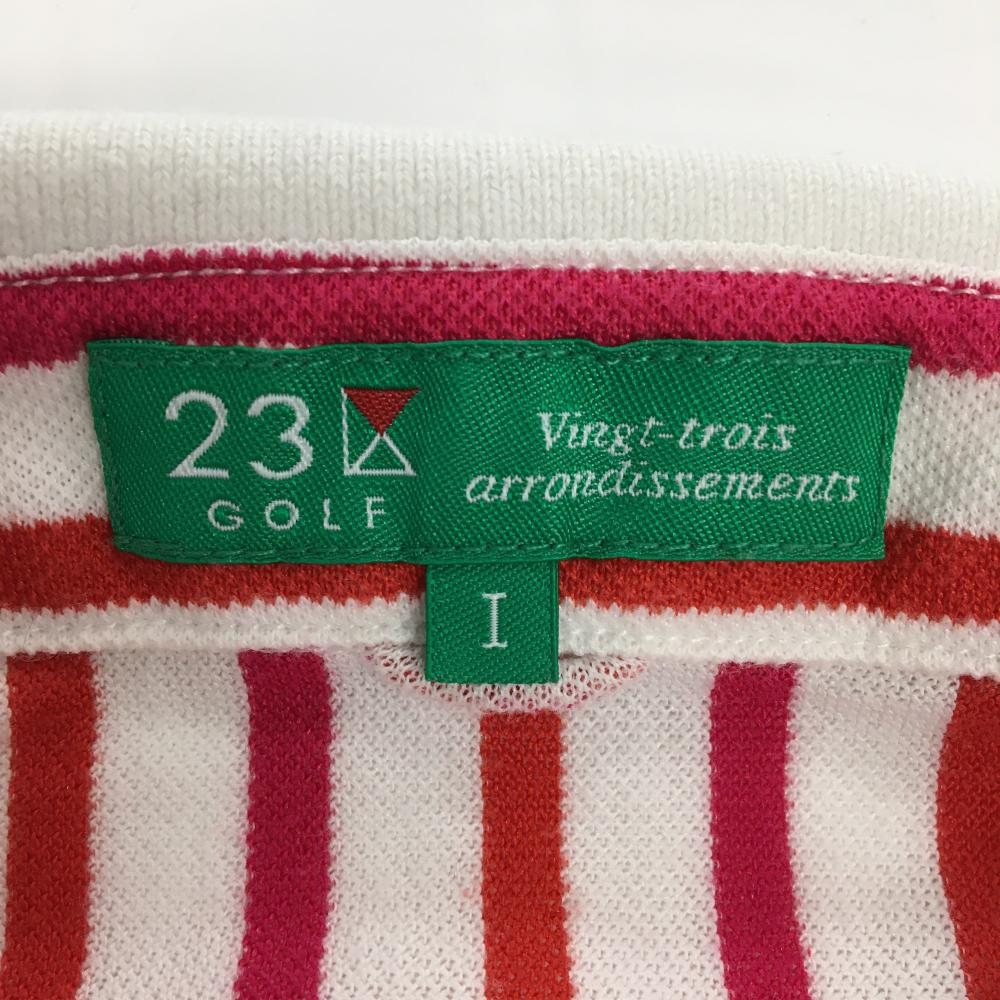 23
GOLF
Vingt-trois
arrondissements
I